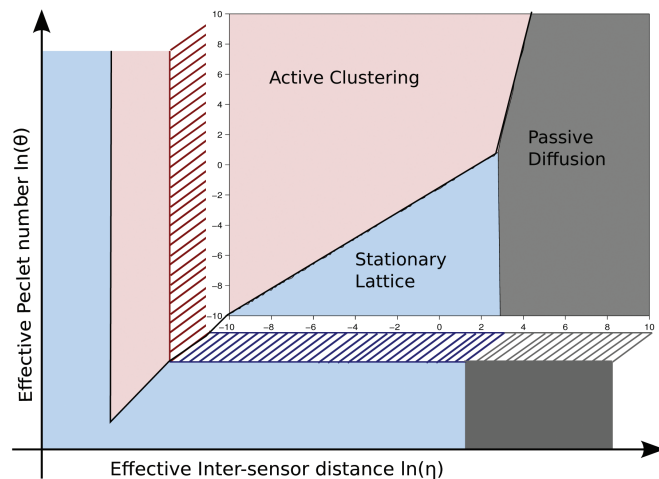 10
8
6
4
2
0
−2
−4
−6
−8
−10
Active Clustering
Passive
Diffusion
Stationary
Lattice
−10 −8 −6 −4 −2 0 2 4 6 8 10
Effective Peclet number ln(θ)
Effective Inter-sensor distance ln(η)